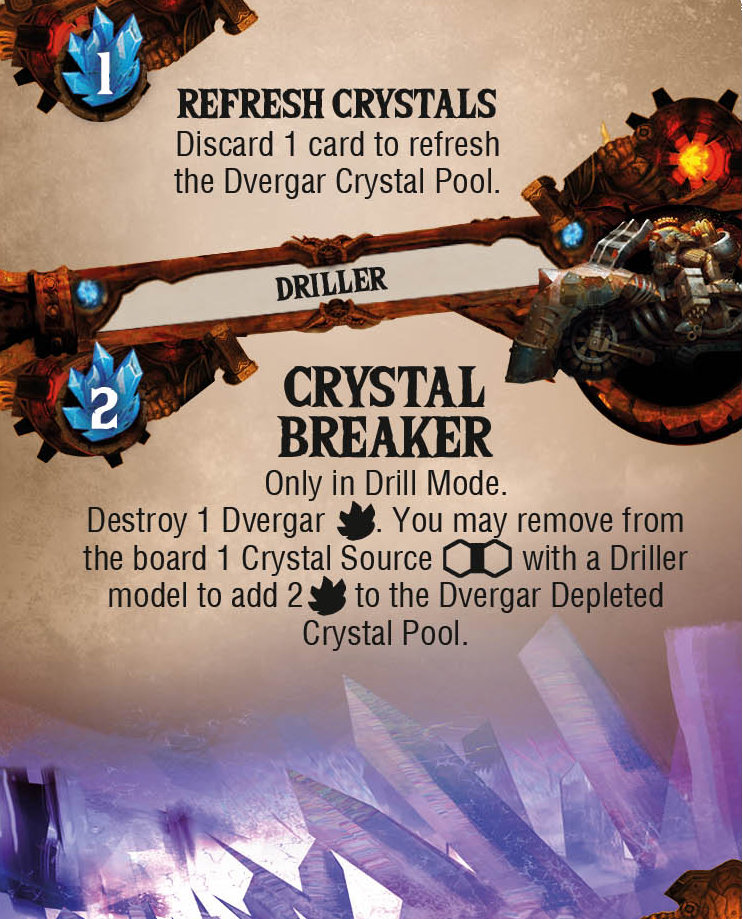 1
REFRESH CRYSTALS
Discard 1 card to refresh
the Dvergar Crystal Pool.
DRILLER
2
CRYSTAL
BREAKER
Only in Drill Mode.
Destroy 1 Dvergar . You may remove from
the board 1 Crystal Source with a Driller
model to add 2 to the Dvergar Depleted
Crystal Pool.